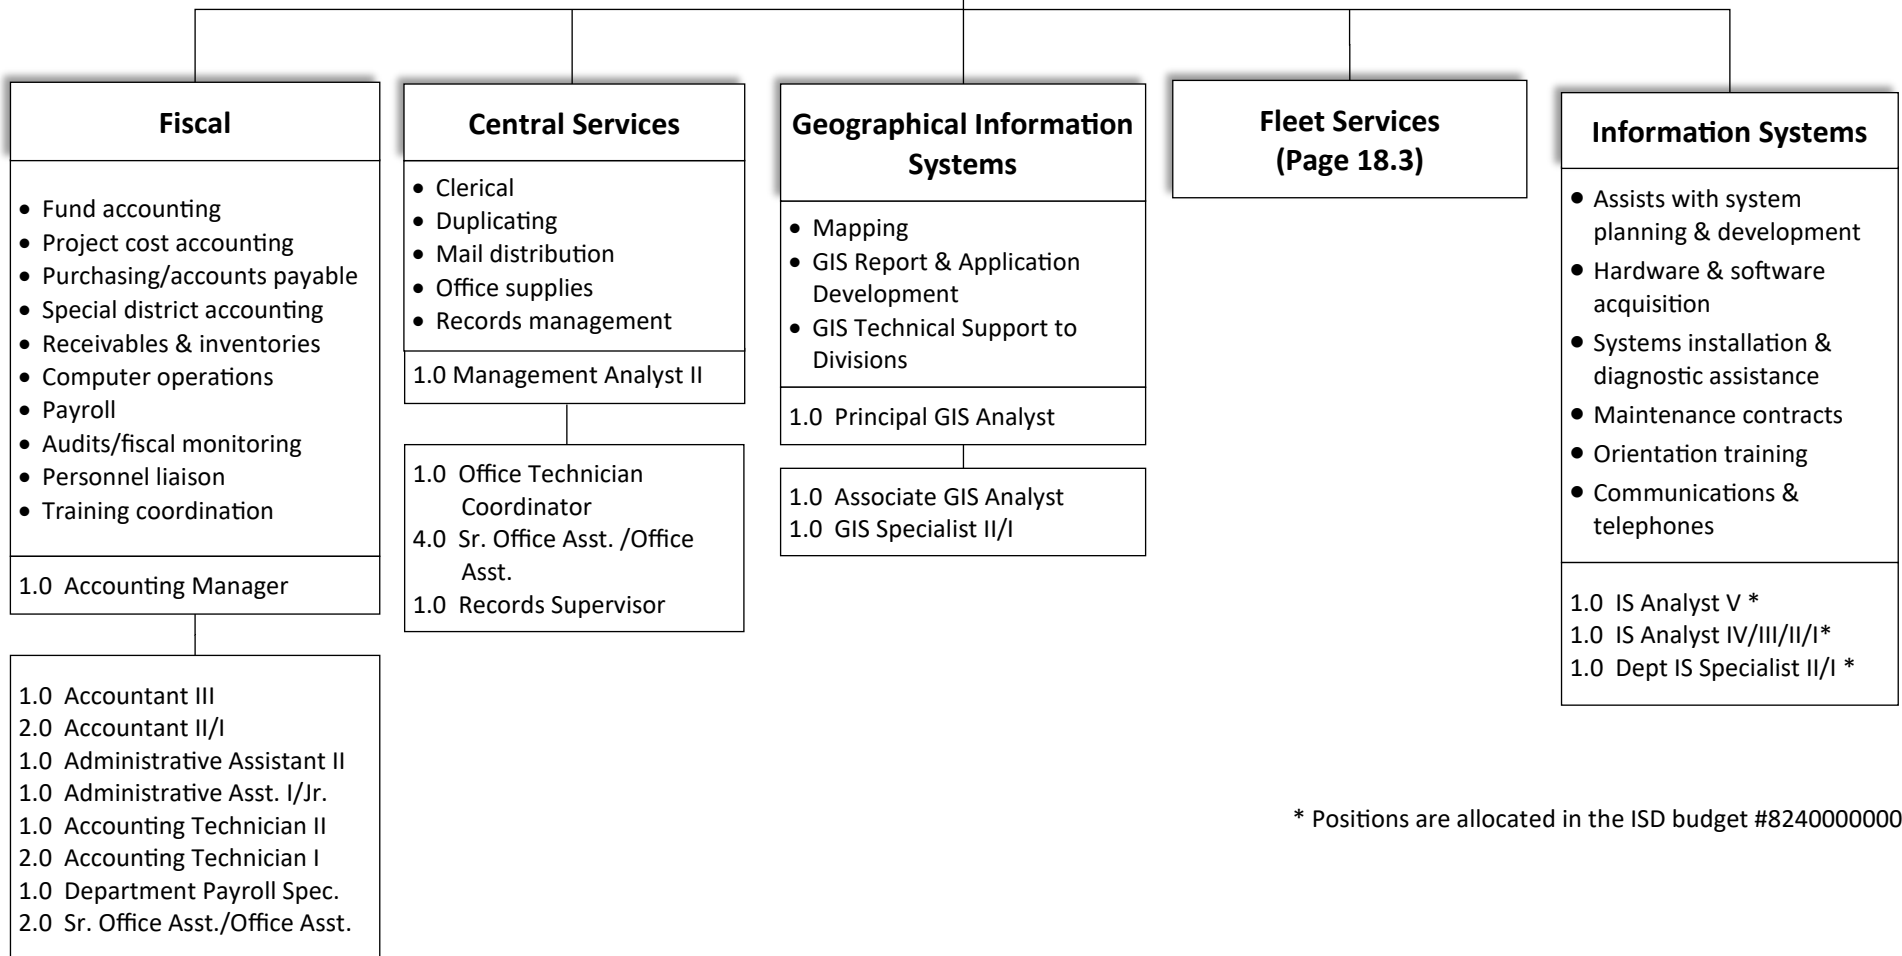 Fiscal
• Fund accounting
• Project cost accounting
• Purchasing/accounts payable
• Special district accounting
• Receivables & inventories
• Computer operations
• Payroll
• Audits/fiscal monitoring
• Personnel liaison
• Training coordination
1.0 Accounting Manager
1.0 Accountant III
2.0 Accountant II/I
1.0 Administrative Assistant II
1.0 Administrative Asst. I/Jr.
1.0 Accounting Technician II
2.0 Accounting Technician I
1.0 Department Payroll Spec.
2.0 Sr. Office Asst./Office Asst.
Central Services
• Clerical
• Duplicating
• Mail distribution
• Office supplies
• Records management
1.0 Management Analyst II
1.0 Office Technician
Coordinator
4.0 Sr. Office Asst. /Office
Asst.
1.0 Records Supervisor
Geographical Information
Systems
• Mapping
• GIS Report & Application
Development
• GIS Technical Support to
Divisions
1.0 Principal GIS Analyst
1.0 Associate GIS Analyst
1.0 GIS Specialist II/I
Fleet Services
(Page 18.3)
Information Systems
• Assists with system
planning & development
• Hardware & software
acquisition
• Systems installation &
diagnostic assistance
• Maintenance contracts
• Orientation training
• Communications &
telephones
1.0 IS Analyst V *
1.0 IS Analyst IV/III/II/I*
1.0 Dept IS Specialist II/I *
* Positions are allocated in the ISD budget #8240000000